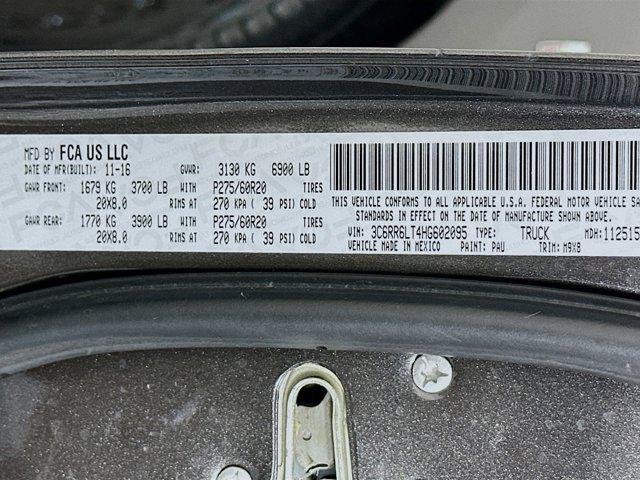 MFD BY FCA US LLC
DATE OF MFR(BUILT): 11-16 GVWR: 3130 KG 6900 LB
GAWR FRONT: 1679 KG 3700 LB WITH P275/60R20 TIRES
20X8.0 RIMS AT 270 KPA ( 39 PSI) COLD
GAWR REAR: 1770 KG 3900 LB WITH P275/60R20 TIRES
20X8.0 RIMS AT 270 KPA ( 39 PSI) COLD
THIS VEHICLE CONFORMS TO ALL APPLICABLE U.S.A. FEDERAL MOTOR VEHICLE SA
STANDARDS IN EFFECT ON THE DATE OF MANUFACTURE SHOWN ABOVE.
VIN: 3C6RR6LT4HG602095 TYPE: TRUCK MDH: 112515
VEHICLE MADE IN MEXICO PAINT: PAU TRIM: M9X8